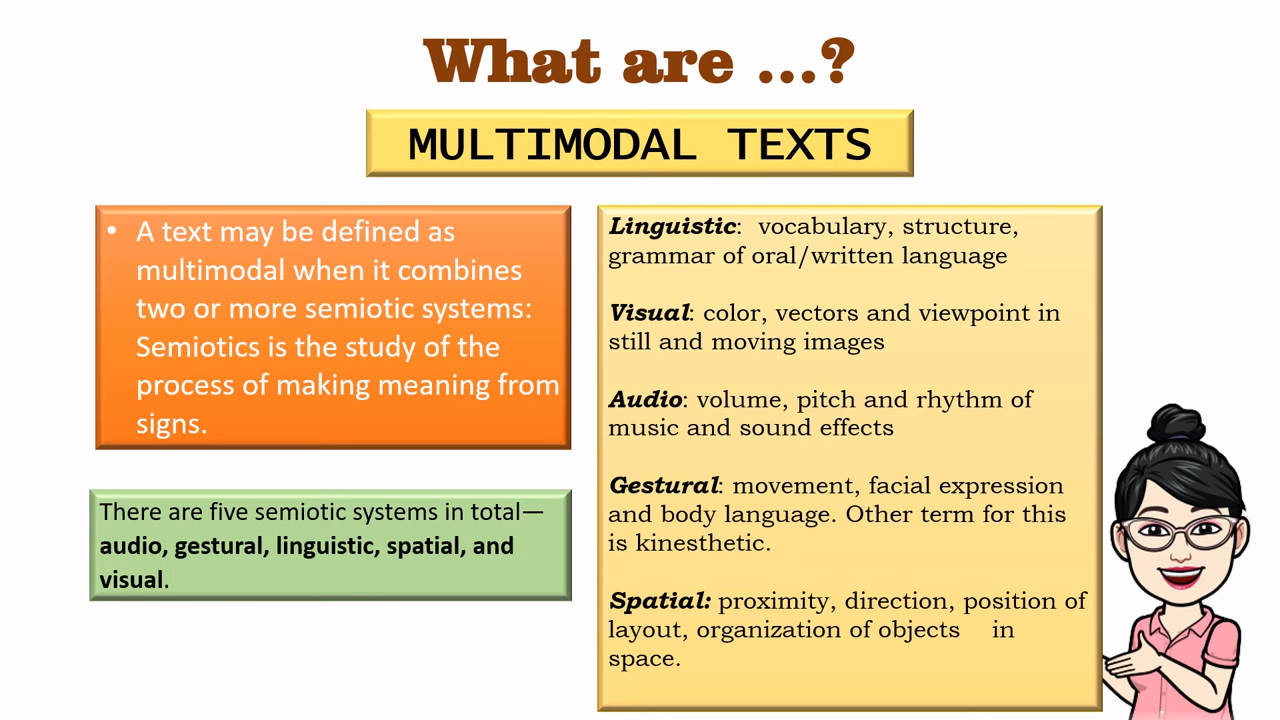 What are ...?
MULTIMODAL TEXTS
• A text may be defined as
multimodal when it combines
two or more semiotic systems:
Semiotics is the study of the
process of making meaning from
signs.
There are five semiotic systems in total—
audio, gestural, linguistic, spatial, and
visual.
Linguistic:  vocabulary, structure,
grammar of oral/written language
Visual: color, vectors and viewpoint in
still and moving images
Audio: volume, pitch and rhythm of
music and sound effects
Gestural: movement, facial expression
and body language. Other term for this
is kinesthetic.
Spatial: proximity, direction, position of
layout, organization of objects    in
space.